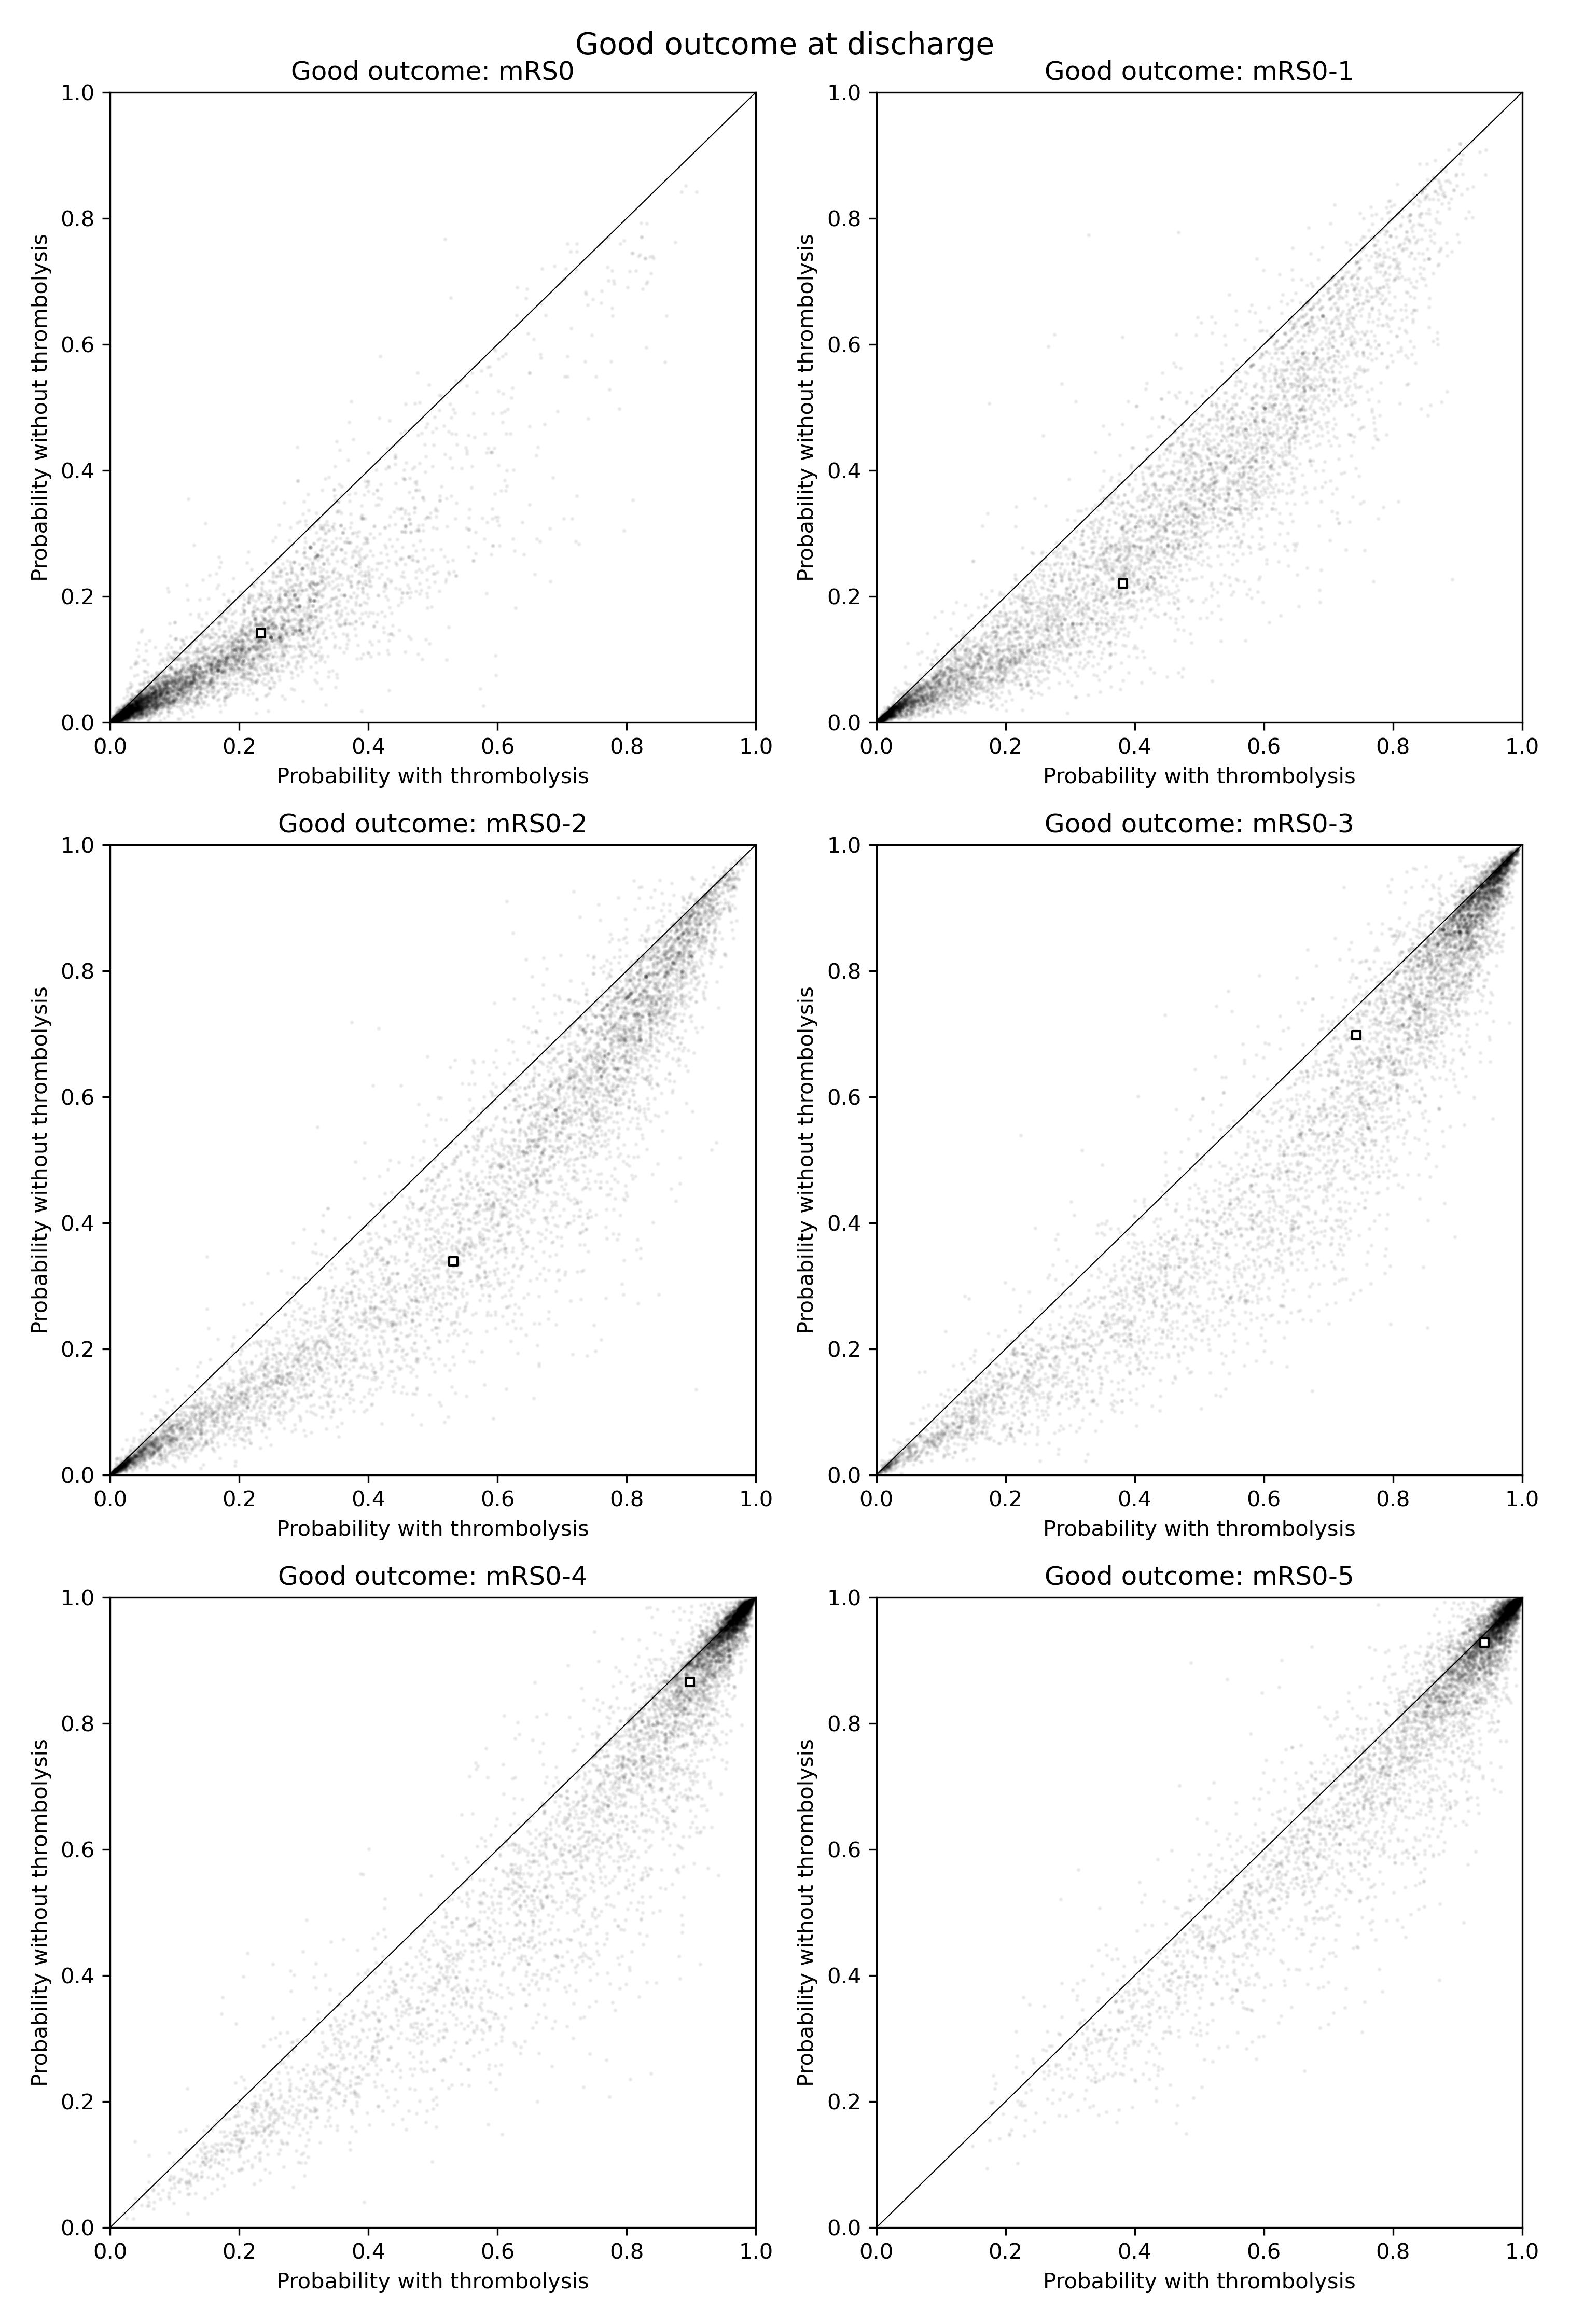 Good outcome at discharge
Good outcome: mRS0
1.0
0.8
0.6
0.4
0.2
0.0
Probability without thrombolysis
0.0 0.2 0.4 0.6 0.8 1.0
Probability with thrombolysis
Good outcome: mRS0-1
1.0
0.8
0.6
0.4
0.2
0.0
Probability without thrombolysis
0.0 0.2 0.4 0.6 0.8 1.0
Probability with thrombolysis
Good outcome: mRS0-2
1.0
0.8
0.6
0.4
0.2
0.0
Probability without thrombolysis
0.0 0.2 0.4 0.6 0.8 1.0
Probability with thrombolysis
Good outcome: mRS0-3
1.0
0.8
0.6
0.4
0.2
0.0
Probability without thrombolysis
0.0 0.2 0.4 0.6 0.8 1.0
Probability with thrombolysis
Good outcome: mRS0-4
1.0
0.8
0.6
0.4
0.2
0.0
Probability without thrombolysis
0.0 0.2 0.4 0.6 0.8 1.0
Probability with thrombolysis
Good outcome: mRS0-5
1.0
0.8
0.6
0.4
0.2
0.0
Probability without thrombolysis
0.0 0.2 0.4 0.6 0.8 1.0
Probability with thrombolysis